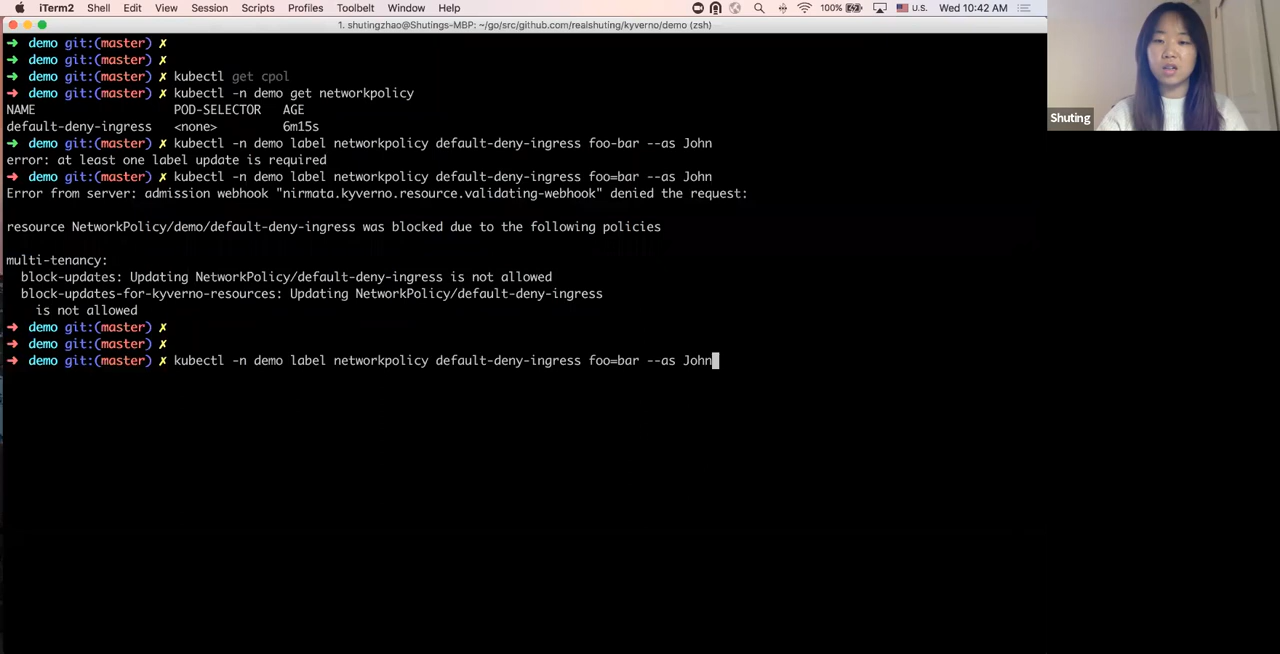 iTerm2 Shell Edit View Session Scripts Profiles Toolbelt Window Help 100% U.S. Wed 10:42 AM
1. shutingzhao@Shutings-MBP: ~/go/src/github.com/realshuting/kyverno/demo (zsh)
➜ demo git:(master) ✗
➜ demo git:(master) ✗
➜ demo git:(master) ✗ kubectl get cpol
➜ demo git:(master) ✗ kubectl -n demo get networkpolicy
NAME POD-SELECTOR AGE
default-deny-ingress <none> 6m15s
➜ demo git:(master) ✗ kubectl -n demo label networkpolicy default-deny-ingress foo-bar --as John
error: at least one label update is required
➜ demo git:(master) ✗ kubectl -n demo label networkpolicy default-deny-ingress foo=bar --as John
Error from server: admission webhook "nirmata.kyverno.resource.validating-webhook" denied the request:
resource NetworkPolicy/demo/default-deny-ingress was blocked due to the following policies
multi-tenancy:
block-updates: Updating NetworkPolicy/default-deny-ingress is not allowed
block-updates-for-kyverno-resources: Updating NetworkPolicy/default-deny-ingress
is not allowed
➜ demo git:(master) ✗
➜ demo git:(master) ✗
➜ demo git:(master) ✗ kubectl -n demo label networkpolicy default-deny-ingress foo=bar --as John
Shuting